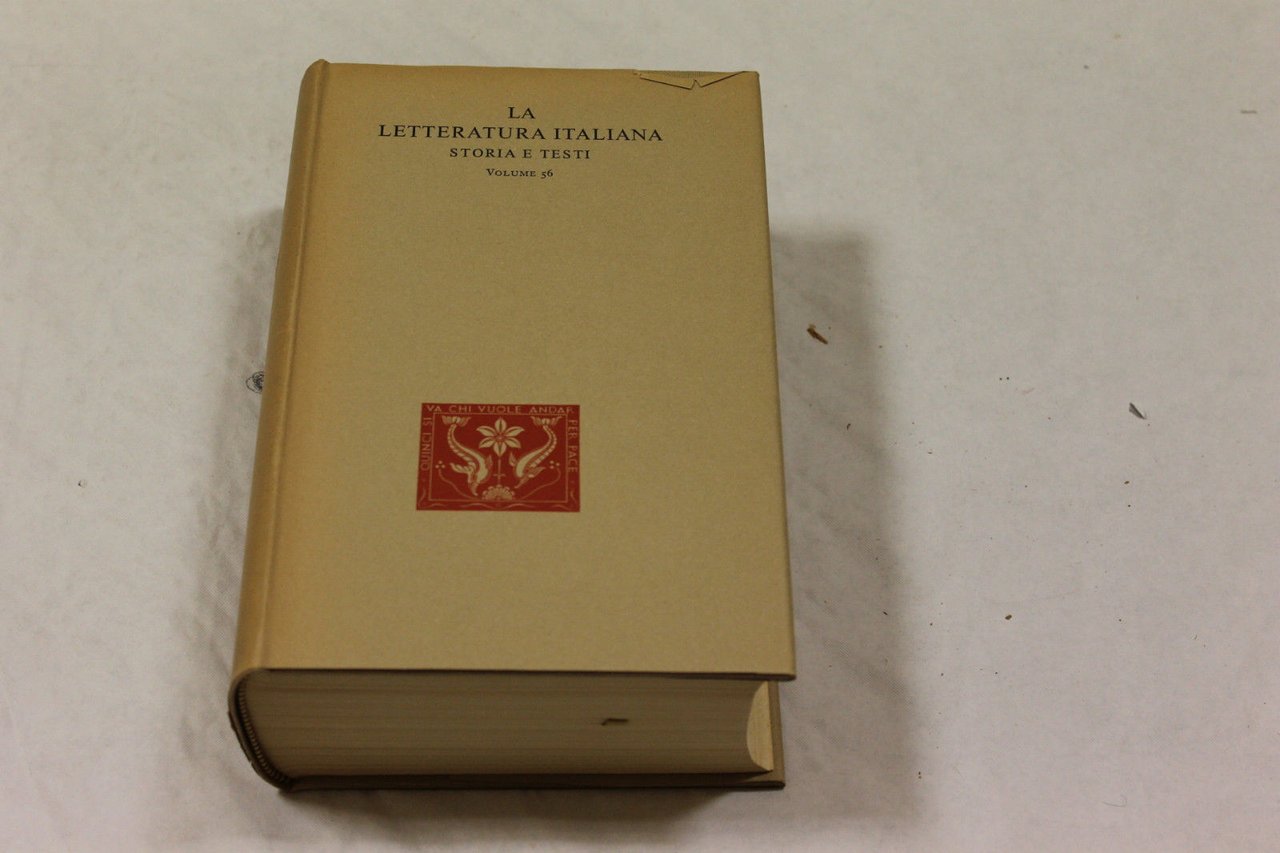 LA
LETTERATURA ITALIANA
STORIA E TESTI
VOLUME 56
QUINCI SI VA CHI VUOLE ANDAR PER PACE